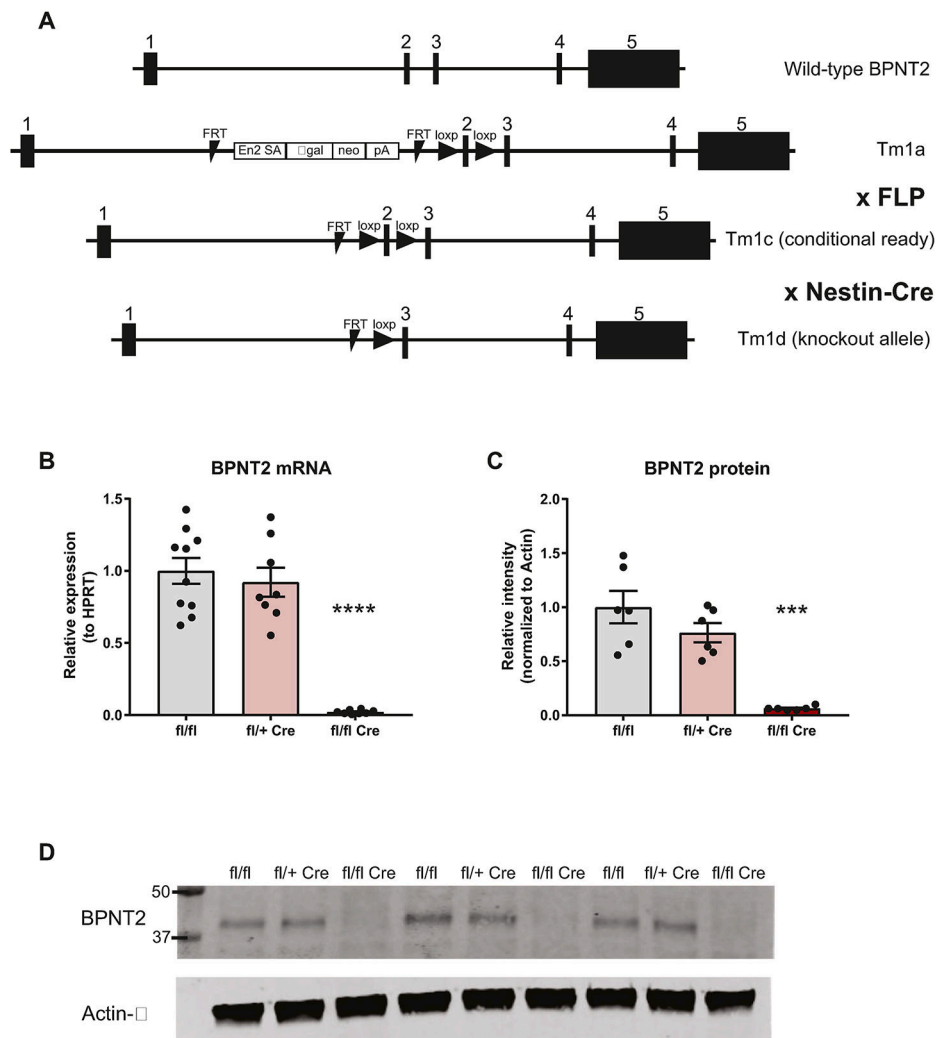 A
1 2 3 4 5
Wild-type BPNT2
1 FRT En2 SA □gal neo pA FRT loxp 2 loxp 3 4 5
Tm1a
x FLP
1 FRT loxp 2 loxp 3 4 5
Tm1c (conditional ready)
x Nestin-Cre
1 FRT loxp 3 4 5
Tm1d (knockout allele)
B
BPNT2 mRNA
Relative expression
(to HPRT)
1.5
1.0
0.5
0.0
****
fl/fl fl/+ Cre fl/fl Cre
C
BPNT2 protein
Relative intensity
(normalized to Actin)
2.0
1.5
1.0
0.5
0.0
***
fl/fl fl/+ Cre fl/fl Cre
D
fl/fl fl/+ Cre fl/fl Cre fl/fl fl/+ Cre fl/fl Cre fl/fl fl/+ Cre fl/fl Cre
50
BPNT2
37
Actin-□